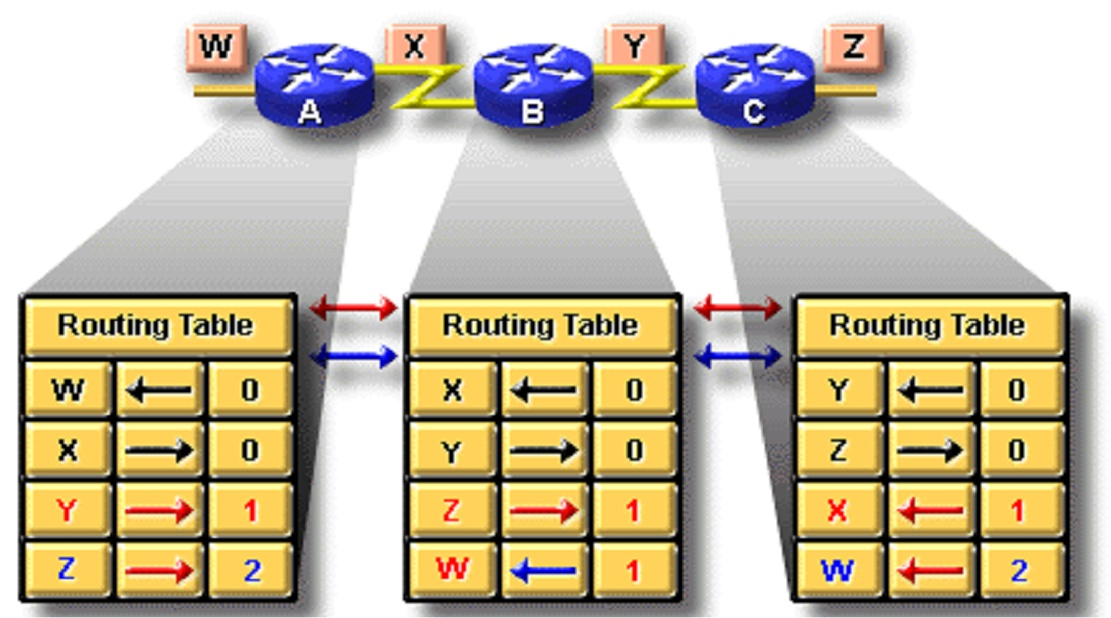 W X Y Z
A B C
Routing Table Routing Table Routing Table
W 0 X 0 Y 0
X 0 Y 0 Z 0
Y 1 Z 1 X 1
Z 2 W 1 W 2